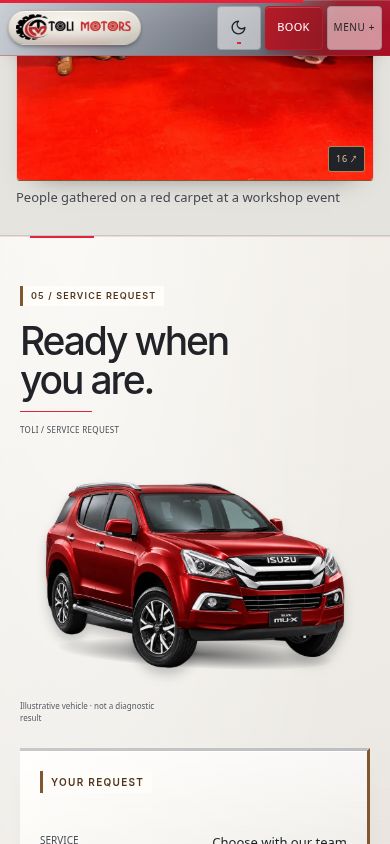 TOLI MOTORS
BOOK
MENU +
16 ↗
People gathered on a red carpet at a workshop event
05 / SERVICE REQUEST
Ready when
you are.
TOLI / SERVICE REQUEST
ISUZU
MU-X
Illustrative vehicle · not a diagnostic
result
YOUR REQUEST
SERVICE
Choose with our team